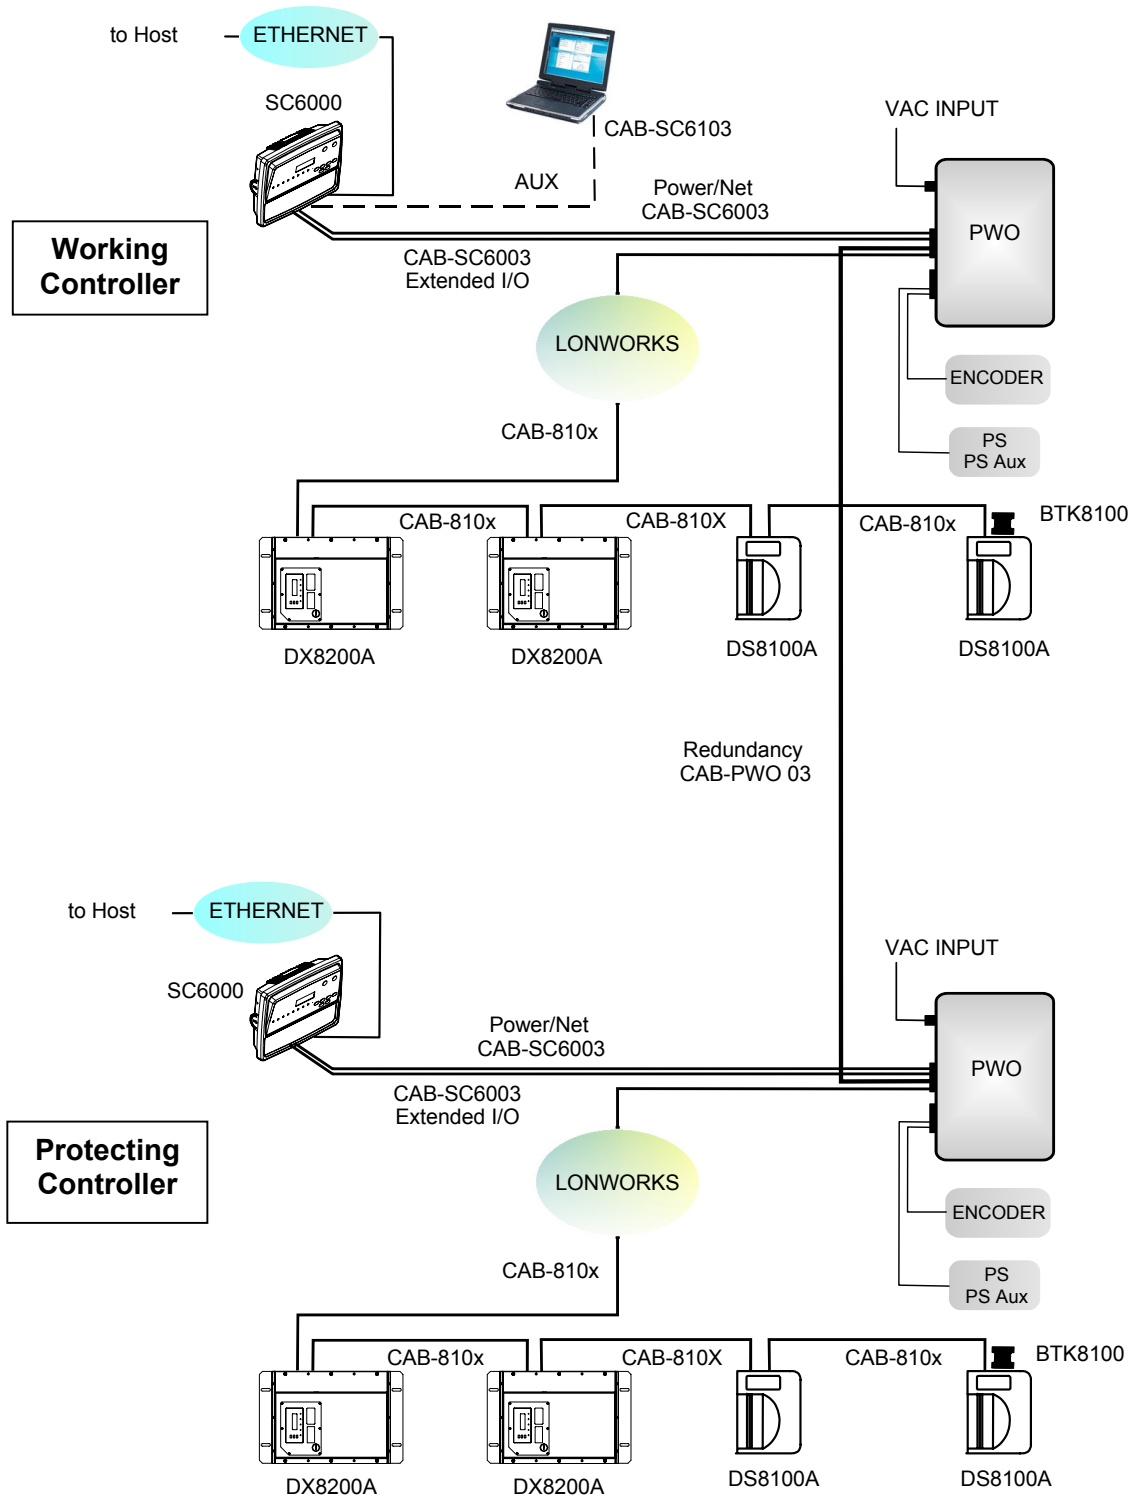 to Host
ETHERNET
SC6000
CAB-SC6103
VAC INPUT
AUX
Power/Net
CAB-SC6003
Working
Controller
PWO
CAB-SC6003
Extended I/O
LONWORKS
ENCODER
CAB-810x
PS
PS Aux
CAB-810x
CAB-810X
CAB-810x
BTK8100
DX8200A
DX8200A
DS8100A
DS8100A
Redundancy
CAB-PWO 03
to Host
ETHERNET
VAC INPUT
SC6000
Power/Net
CAB-SC6003
PWO
CAB-SC6003
Extended I/O
Protecting
Controller
LONWORKS
ENCODER
CAB-810x
PS
PS Aux
CAB-810x
CAB-810X
CAB-810x
BTK8100
DX8200A
DX8200A
DS8100A
DS8100A